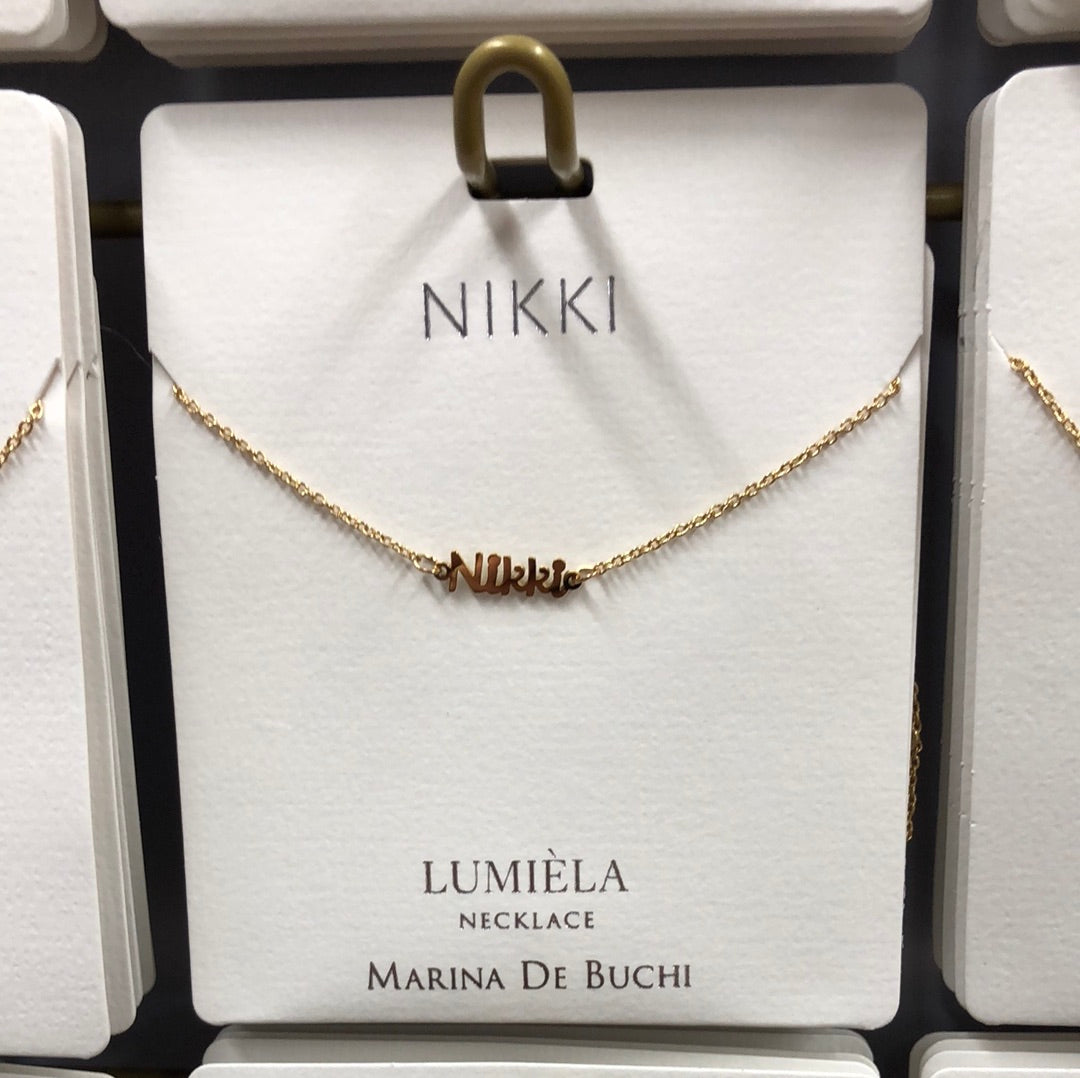 NIKKI
Nikki
LUMIÈLA
NECKLACE
MARINA DE BUCHI